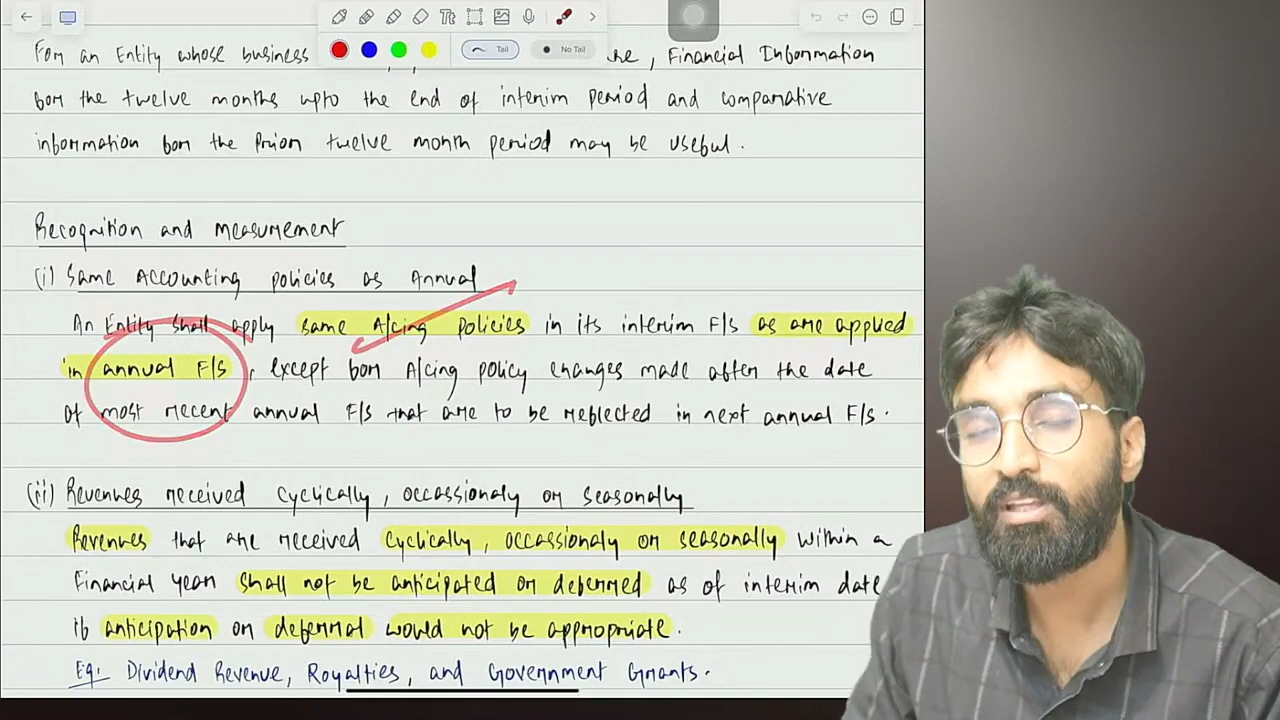 Tail
No Tail
For an Entity whose business
, Financial Information
for the twelve months upto the end of interim period and comparative
information for the Prior twelve month period may be useful.
Recognition and measurement
(i) Same Accounting policies as Annual
An Entity shall apply same A/cing policies in its interim F/s as are applied
in annual F/s, except for A/cing policy changes made after the date
of most recent annual F/s that are to be reflected in next annual F/s.
(ii) Revenues received Cyclically, occassionaly or seasonally
Revenues that are received cyclically, occassionaly or seasonally within a
Financial year shall not be anticipated or deferred as of interim date
if anticipation or deferral would not be appropriate.
Eg:- Dividend Revenue, Royalties, and Government Grants.